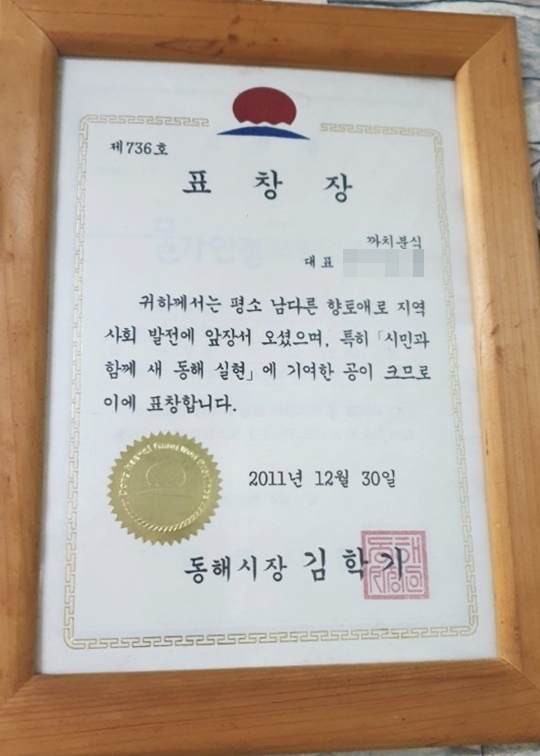 제736호
표 창 장
까치분식
대표
귀하께서는 평소 남다른 향토애로 지역
사회 발전에 앞장서 오셨으며, 특히 「시민과
함께 새 동해 실현」에 기여한 공이 크므로
이에 표창합니다.
2011년 12월 30일
동해시장 김학기